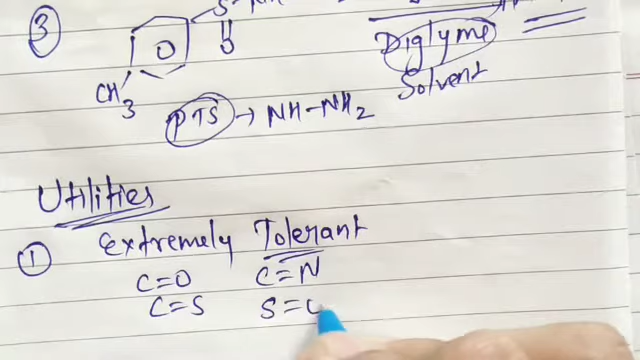 ③
O
CH3
PTS → NH-NH2
Diglyme
Solvent
Utilities
① Extremely Tolerant
C=O C=N
C=S S=